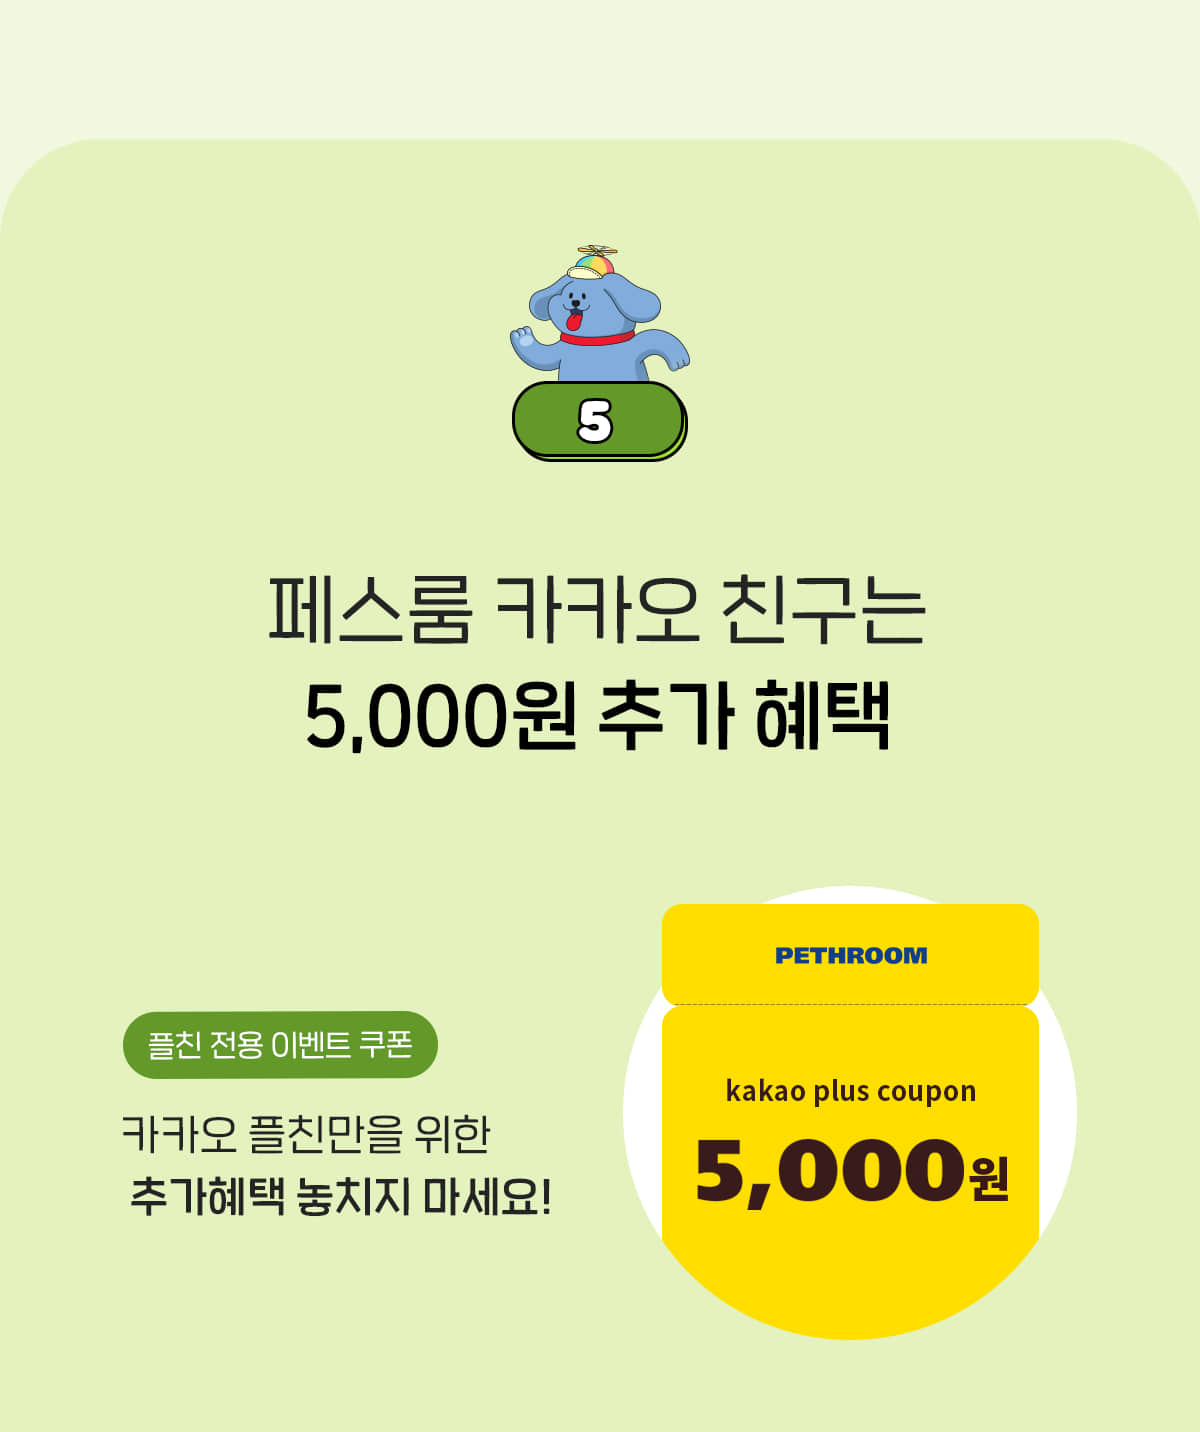 5
페스룸 카카오 친구는
5,000원 추가 혜택
플친 전용 이벤트 쿠폰
카카오 플친만을 위한
추가혜택 놓치지 마세요!
PETHROOM
kakao plus coupon
5,000원